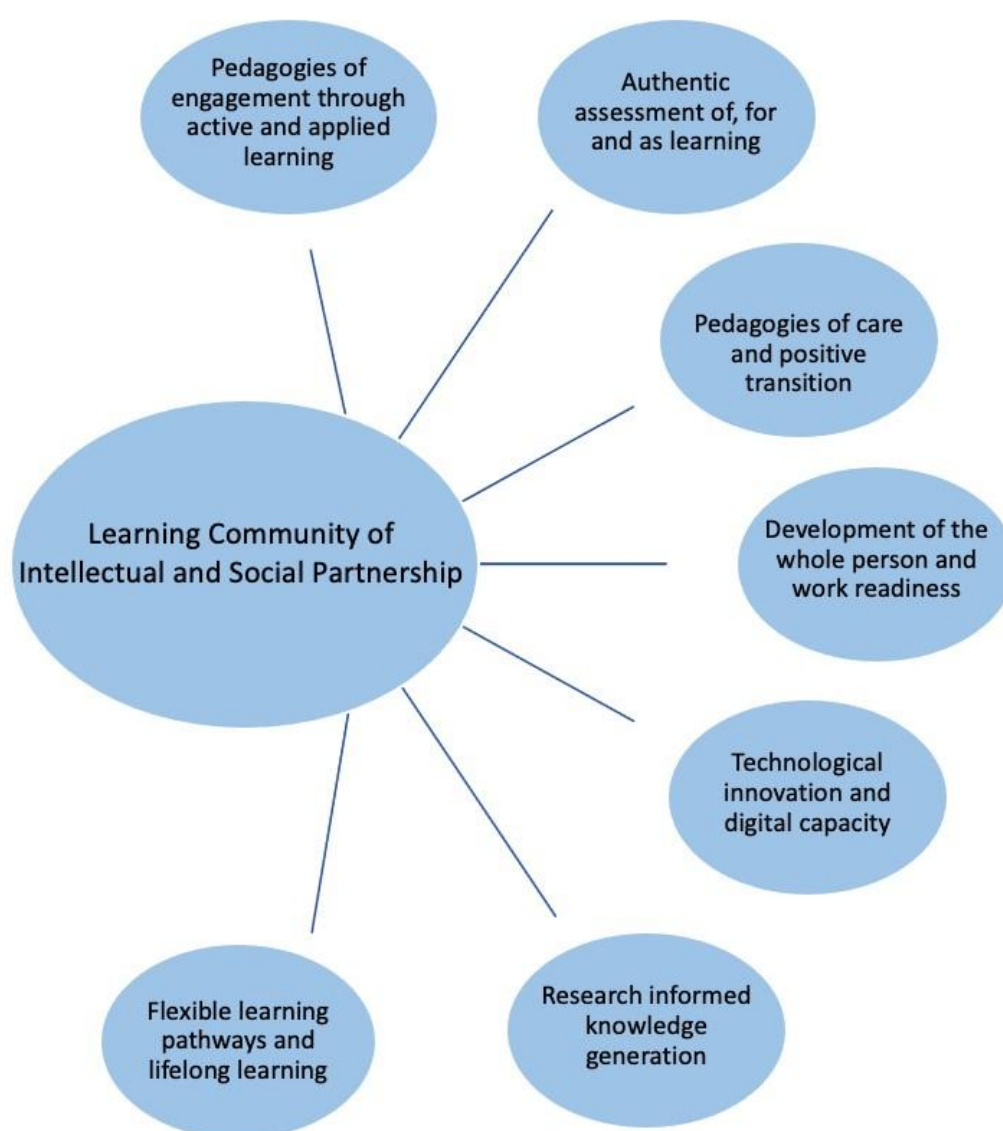 Pedagogies of
engagement through
active and applied
learning
Authentic
assessment of, for
and as learning
Pedagogies of care
and positive
transition
Learning Community of
Intellectual and Social Partnership
Development of the
whole person and
work readiness
Technological
innovation and
digital capacity
Research informed
knowledge
generation
Flexible learning
pathways and
lifelong learning